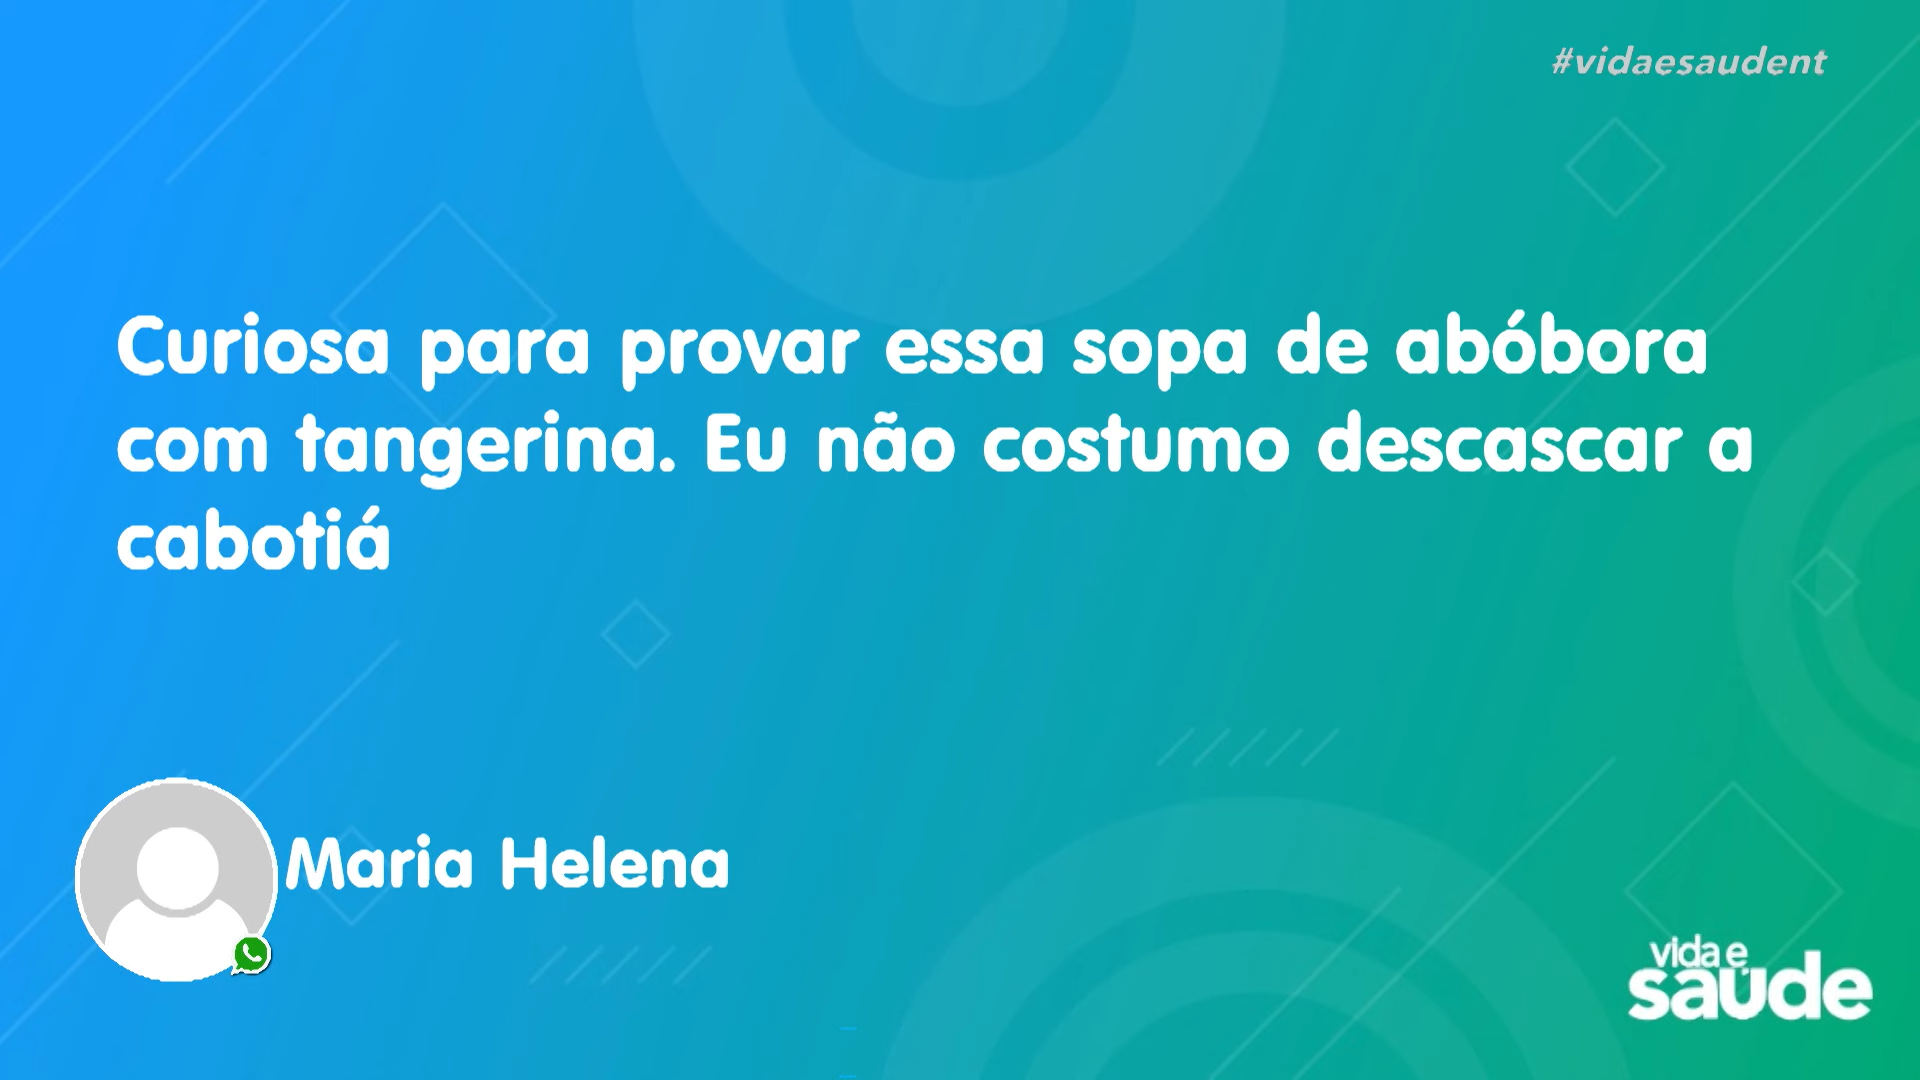 #vidaesaudent
Curiosa para provar essa sopa de abóbora
com tangerina. Eu não costumo descascar a
cabotiá
Maria Helena
vida e
saúde